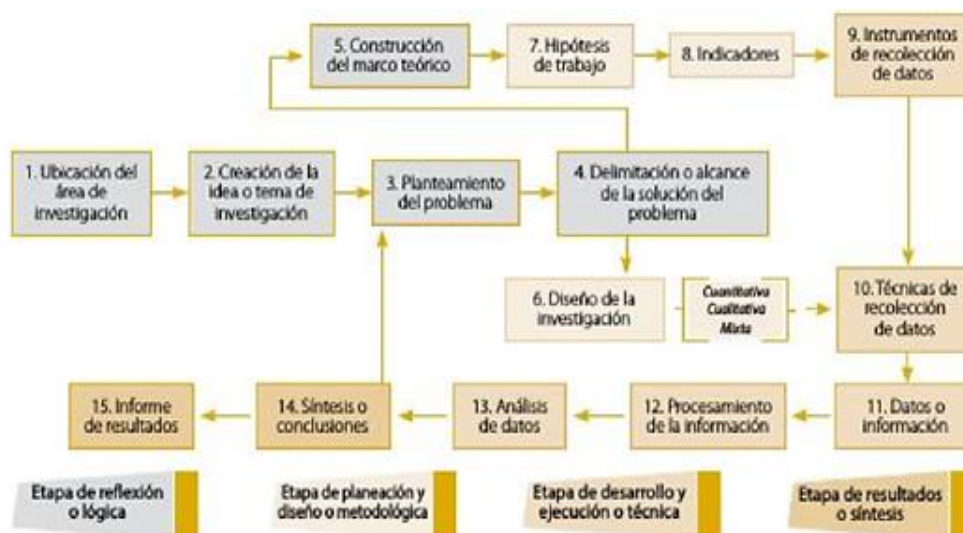 5. Construcción
del marco teórico
7. Hipótesis
de trabajo
8. Indicadores
9. Instrumentos
de recolección
de datos
1. Ubicación del
área de
investigación
2. Creación de la
idea o tema de
investigación
3. Planteamiento
del problema
4. Delimitación o alcance
de la solución del
problema
6. Diseño de la
investigación
Cuantitativa
Cualitativa
Mixta
10. Técnicas de
recolección
de datos
15. Informe
de resultados
14. Síntesis o
conclusiones
13. Análisis
de datos
12. Procesamiento
de la información
11. Datos o
información
Etapa de reflexión
o lógica
Etapa de planeación y
diseño o metodológica
Etapa de desarrollo y
ejecución o técnica
Etapa de resultados
o síntesis